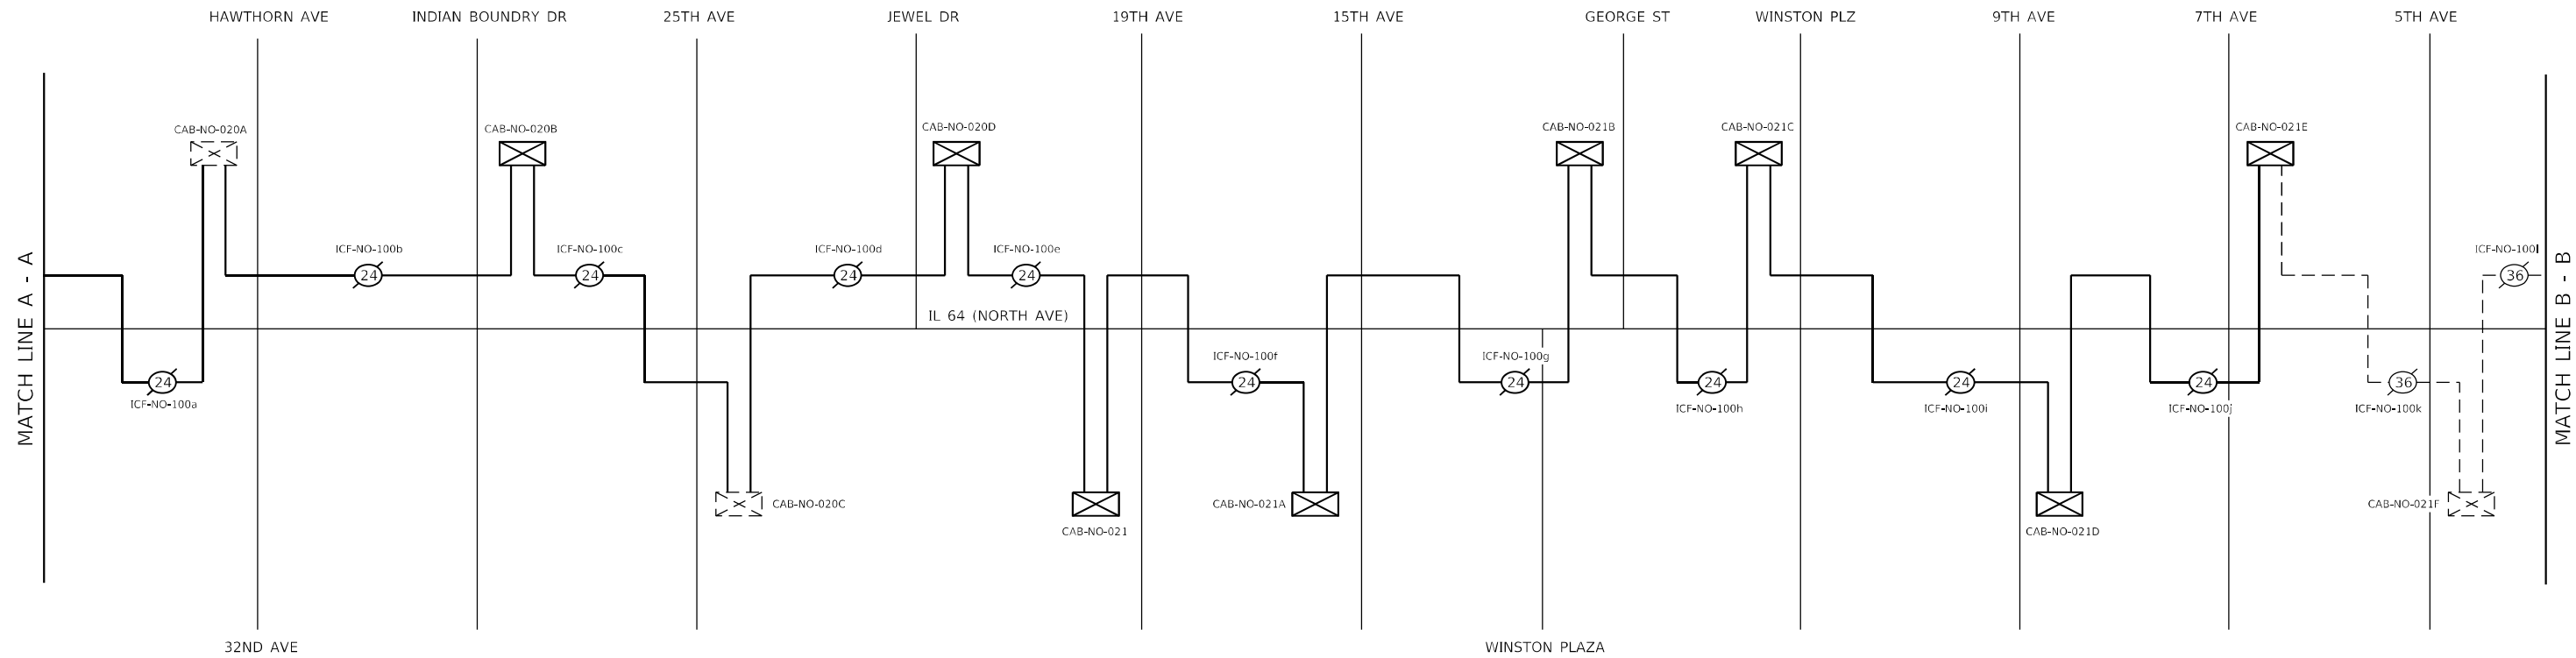 HAWTHORN AVE
INDIAN BOUNDRY DR
25TH AVE
JEWEL DR
19TH AVE
15TH AVE
GEORGE ST
WINSTON PLZ
9TH AVE
7TH AVE
5TH AVE
CAB-NO-020A
CAB-NO-020B
CAB-NO-020D
CAB-NO-021B
CAB-NO-021C
CAB-NO-021E
ICF-NO-100b
ICF-NO-100c
ICF-NO-100d
ICF-NO-100e
ICF-NO-100l
24
24
24
24
36
MATCH LINE A - A
MATCH LINE B - B
IL 64 (NORTH AVE)
ICF-NO-100f
ICF-NO-100g
24
24
24
24
24
24
36
ICF-NO-100a
ICF-NO-100h
ICF-NO-100i
ICF-NO-100j
ICF-NO-100k
CAB-NO-020C
CAB-NO-021A
CAB-NO-021F
CAB-NO-021
CAB-NO-021D
32ND AVE
WINSTON PLAZA